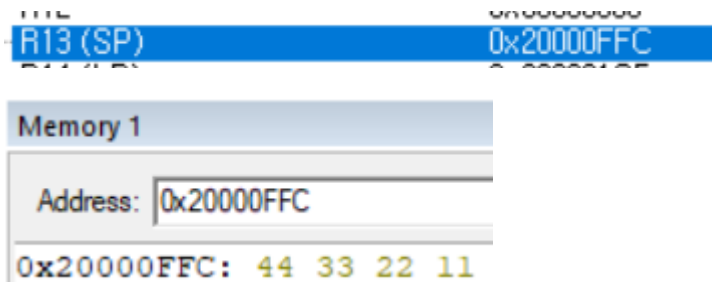 R13 (SP) 0x20000FFC
Memory 1
Address: 0x20000FFC
0x20000FFC: 44 33 22 11